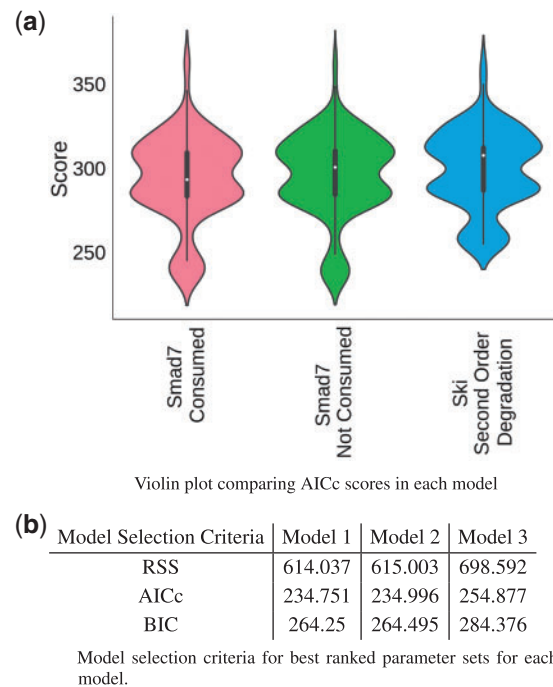 (a)
350
300
250
Score
Smad7
Consumed
Smad7
Not Consumed
Ski
Second Order
Degradation
Violin plot comparing AICc scores in each model
(b)
Model Selection Criteria Model 1 Model 2 Model 3
RSS 614.037 615.003 698.592
AICc 234.751 234.996 254.877
BIC 264.25 264.495 284.376
Model selection criteria for best ranked parameter sets for each
model.